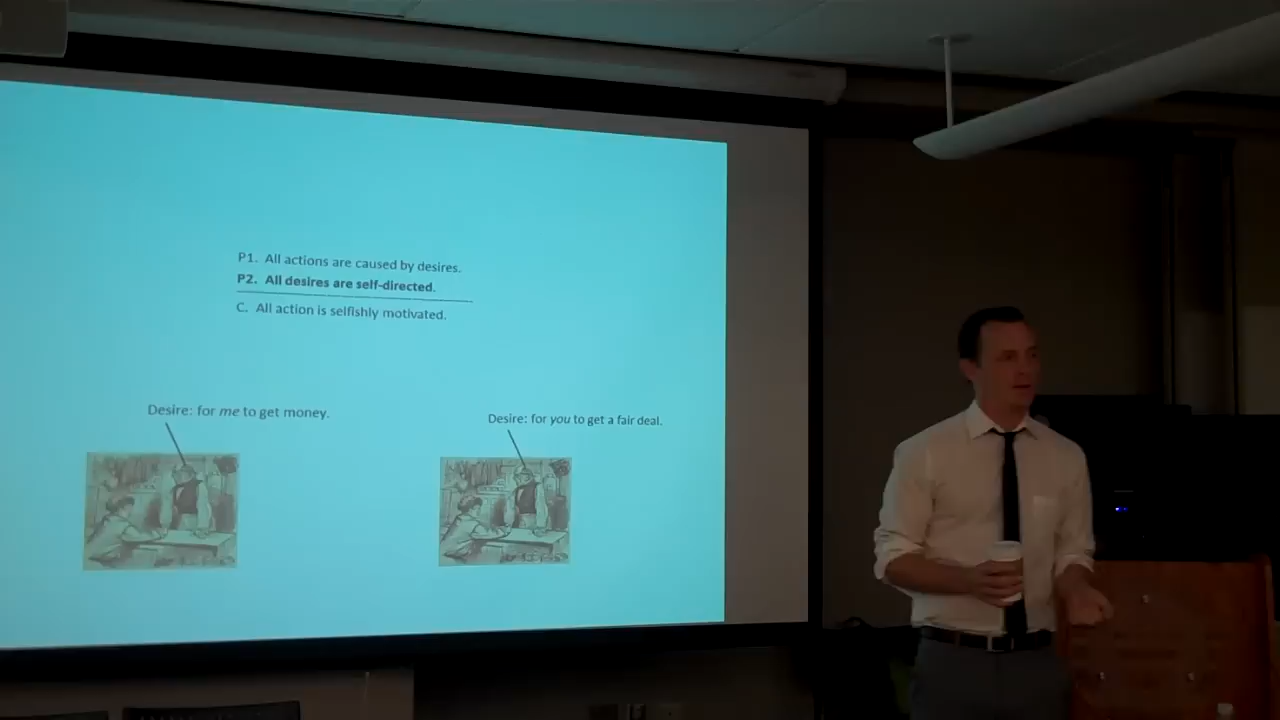 P1. All actions are caused by desires.
P2. All desires are self-directed.
C. All action is selfishly motivated.
Desire: for me to get money.
Desire: for you to get a fair deal.